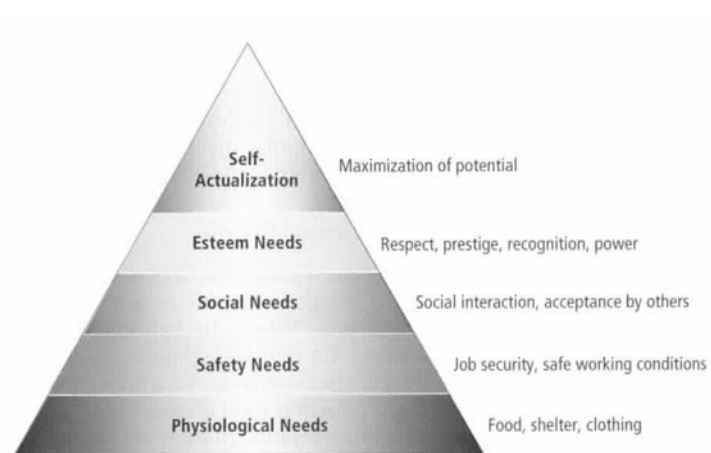 Self-
Actualization
Maximization of potential
Esteem Needs
Respect, prestige, recognition, power
Social Needs
Social interaction, acceptance by others
Safety Needs
Job security, safe working conditions
Physiological Needs
Food, shelter, clothing